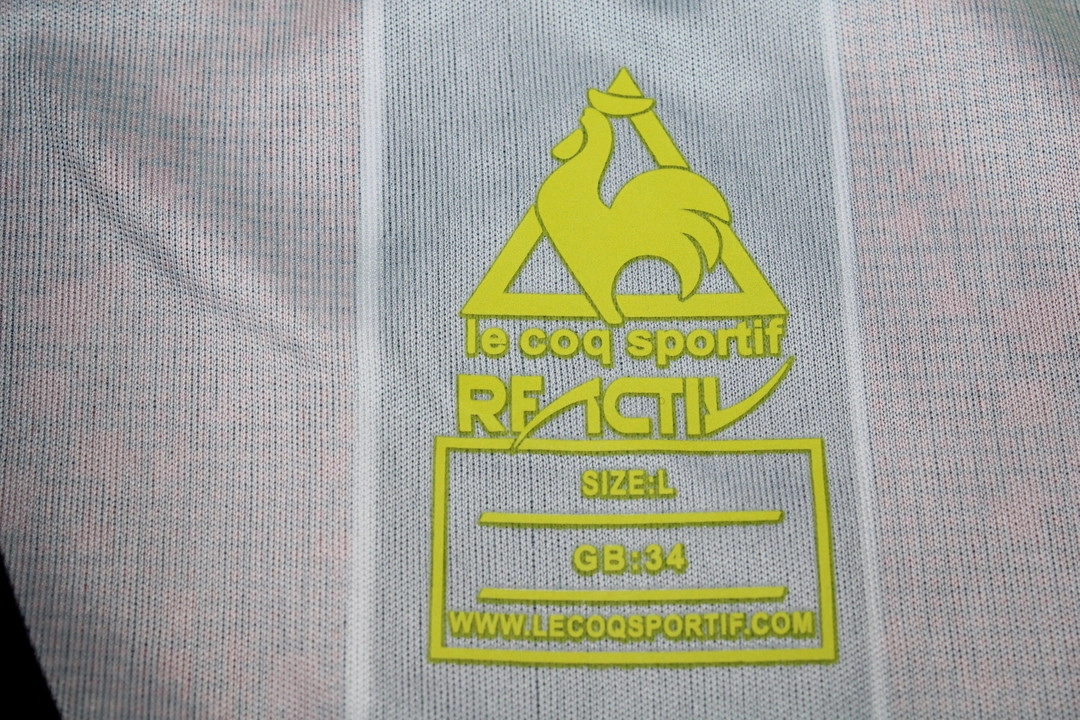 le coq sportif
REACTIV
SIZE:L
GB:34
WWW.LECOQSPORTIF.COM